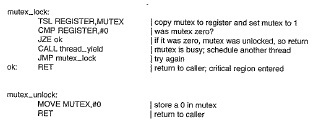 mutex_lock:
TSL REGISTER,MUTEX | copy mutex to register and set mutex to 1
CMP REGISTER,#0 | was mutex zero?
JZE ok | if it was zero, mutex was unlocked, so return
CALL thread_yield | mutex is busy; schedule another thread
JMP mutex_lock | try again
ok: RET | return to caller; critical region entered
mutex_unlock:
MOVE MUTEX,#0 | store a 0 in mutex
RET | return to caller